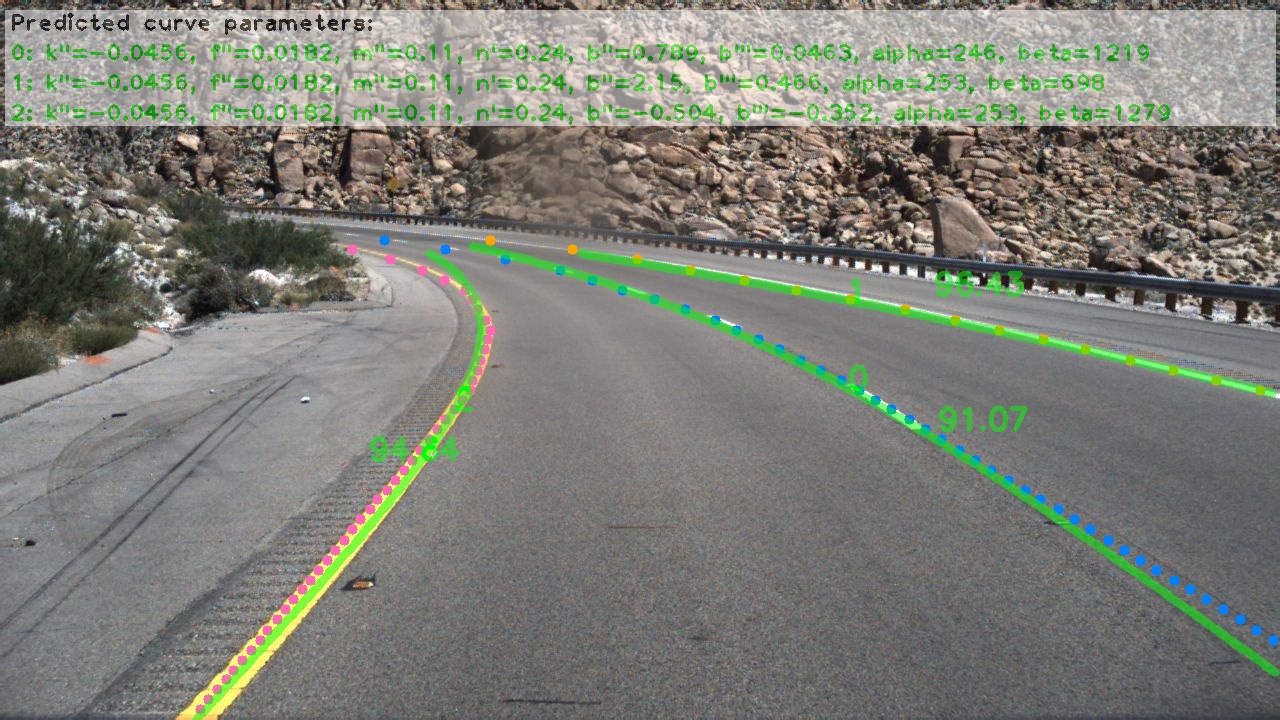 Predicted curve parameters:
0: k''=-0.0456, f''=0.0182, m''=0.11, n'=0.24, b''=0.789, b'''=0.0463, alpha=246, beta=1219
1: k''=-0.0456, f''=0.0182, m''=0.11, n'=0.24, b''=2.15, b'''=0.466, alpha=253, beta=698
2: k''=-0.0456, f''=0.0182, m''=0.11, n'=0.24, b''=-0.504, b'''=-0.352, alpha=253, beta=1279
1
96.43
0
91.07
2
94.64